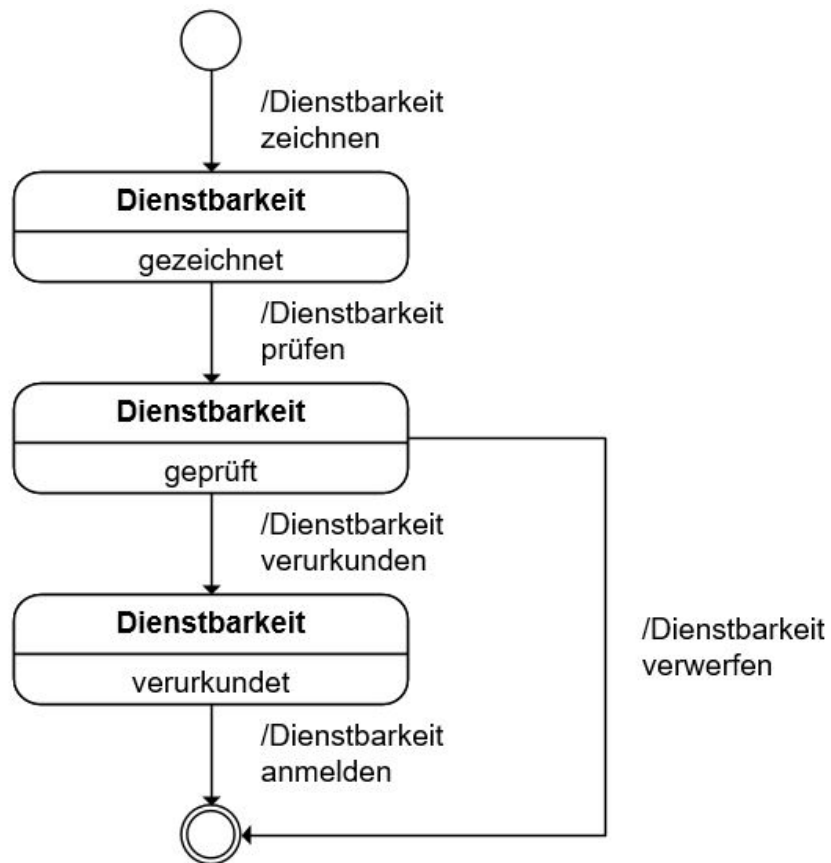 /Dienstbarkeit
zeichnen
Dienstbarkeit
gezeichnet
/Dienstbarkeit
prüfen
Dienstbarkeit
geprüft
/Dienstbarkeit
verurkunden
Dienstbarkeit
verurkundet
/Dienstbarkeit
verwerfen
/Dienstbarkeit
anmelden